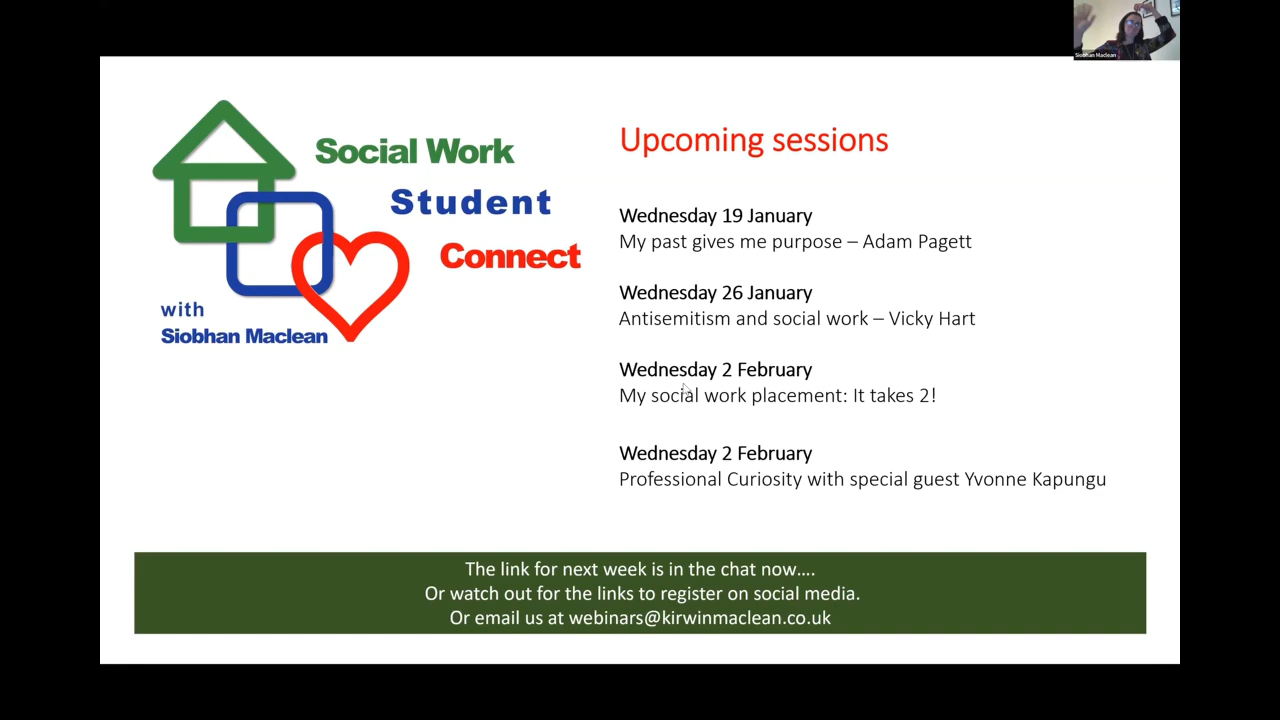 Siobhan Maclean
Social Work
Student
Connect
with
Siobhan Maclean
Upcoming sessions
Wednesday 19 January
My past gives me purpose – Adam Pagett
Wednesday 26 January
Antisemitism and social work – Vicky Hart
Wednesday 2 February
My social work placement: It takes 2!
Wednesday 2 February
Professional Curiosity with special guest Yvonne Kapungu
The link for next week is in the chat now....
Or watch out for the links to register on social media.
Or email us at webinars@kirwinmaclean.co.uk